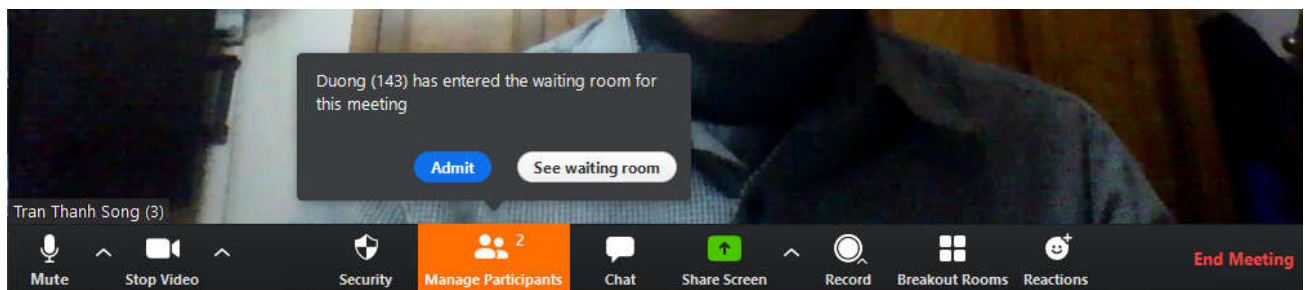 Duong (143) has entered the waiting room for
this meeting
Admit
See waiting room
Tran Thanh Song (3)
2
Mute
Stop Video
Security
Manage Participants
Chat
Share Screen
Record
Breakout Rooms
Reactions
End Meeting